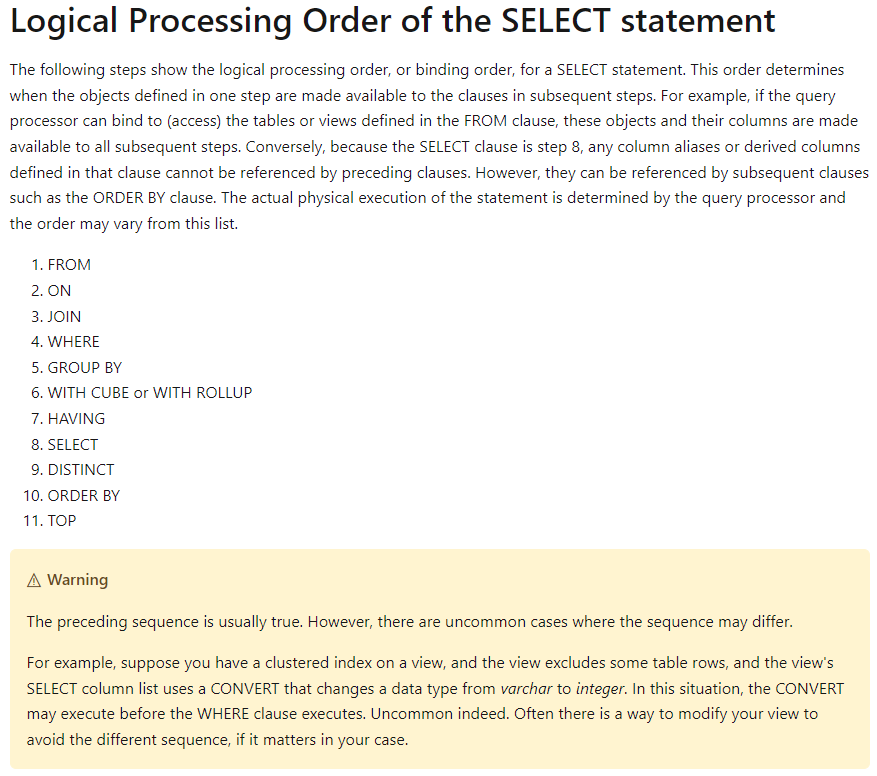 Logical Processing Order of the SELECT statement
The following steps show the logical processing order, or binding order, for a SELECT statement. This order determines
when the objects defined in one step are made available to the clauses in subsequent steps. For example, if the query
processor can bind to (access) the tables or views defined in the FROM clause, these objects and their columns are made
available to all subsequent steps. Conversely, because the SELECT clause is step 8, any column aliases or derived columns
defined in that clause cannot be referenced by preceding clauses. However, they can be referenced by subsequent clauses
such as the ORDER BY clause. The actual physical execution of the statement is determined by the query processor and
the order may vary from this list.
1. FROM
2. ON
3. JOIN
4. WHERE
5. GROUP BY
6. WITH CUBE or WITH ROLLUP
7. HAVING
8. SELECT
9. DISTINCT
10. ORDER BY
11. TOP
⚠ Warning
The preceding sequence is usually true. However, there are uncommon cases where the sequence may differ.
For example, suppose you have a clustered index on a view, and the view excludes some table rows, and the view's
SELECT column list uses a CONVERT that changes a data type from varchar to integer. In this situation, the CONVERT
may execute before the WHERE clause executes. Uncommon indeed. Often there is a way to modify your view to
avoid the different sequence, if it matters in your case.